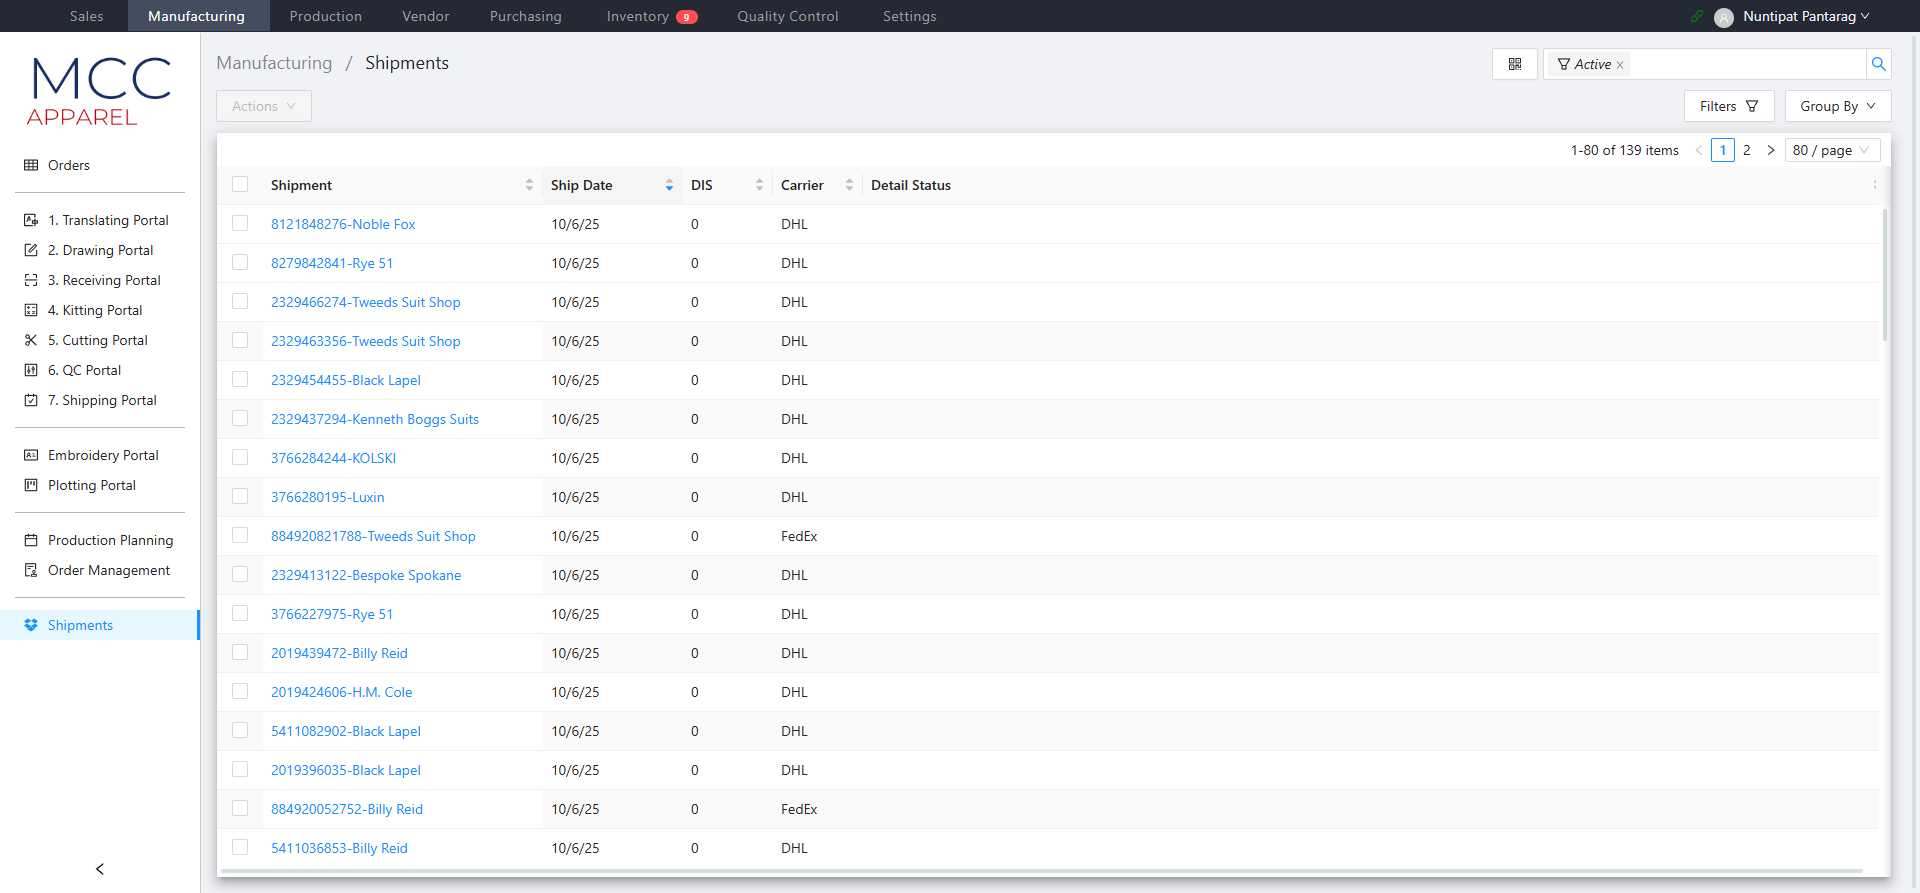 Sales Manufacturing Production Vendor Purchasing Inventory 9 Quality Control Settings Nuntipat Pantarag
MCC
APPAREL
Orders
1. Translating Portal
2. Drawing Portal
3. Receiving Portal
4. Kitting Portal
5. Cutting Portal
6. QC Portal
7. Shipping Portal
Embroidery Portal
Plotting Portal
Production Planning
Order Management
Shipments
Manufacturing / Shipments
Active x
Actions
Filters
Group By
1-80 of 139 items < 1 2 > 80 / page
Shipment Ship Date DIS Carrier Detail Status
8121848276-Noble Fox 10/6/25 0 DHL
8279842841-Rye 51 10/6/25 0 DHL
2329466274-Tweeds Suit Shop 10/6/25 0 DHL
2329463356-Tweeds Suit Shop 10/6/25 0 DHL
2329454455-Black Lapel 10/6/25 0 DHL
2329437294-Kenneth Boggs Suits 10/6/25 0 DHL
3766284244-KOLSKI 10/6/25 0 DHL
3766280195-Luxin 10/6/25 0 DHL
884920821788-Tweeds Suit Shop 10/6/25 0 FedEx
2329413122-Bespoke Spokane 10/6/25 0 DHL
3766227975-Rye 51 10/6/25 0 DHL
2019439472-Billy Reid 10/6/25 0 DHL
2019424606-H.M. Cole 10/6/25 0 DHL
5411082902-Black Lapel 10/6/25 0 DHL
2019396035-Black Lapel 10/6/25 0 DHL
884920052752-Billy Reid 10/6/25 0 FedEx
5411036853-Billy Reid 10/6/25 0 DHL